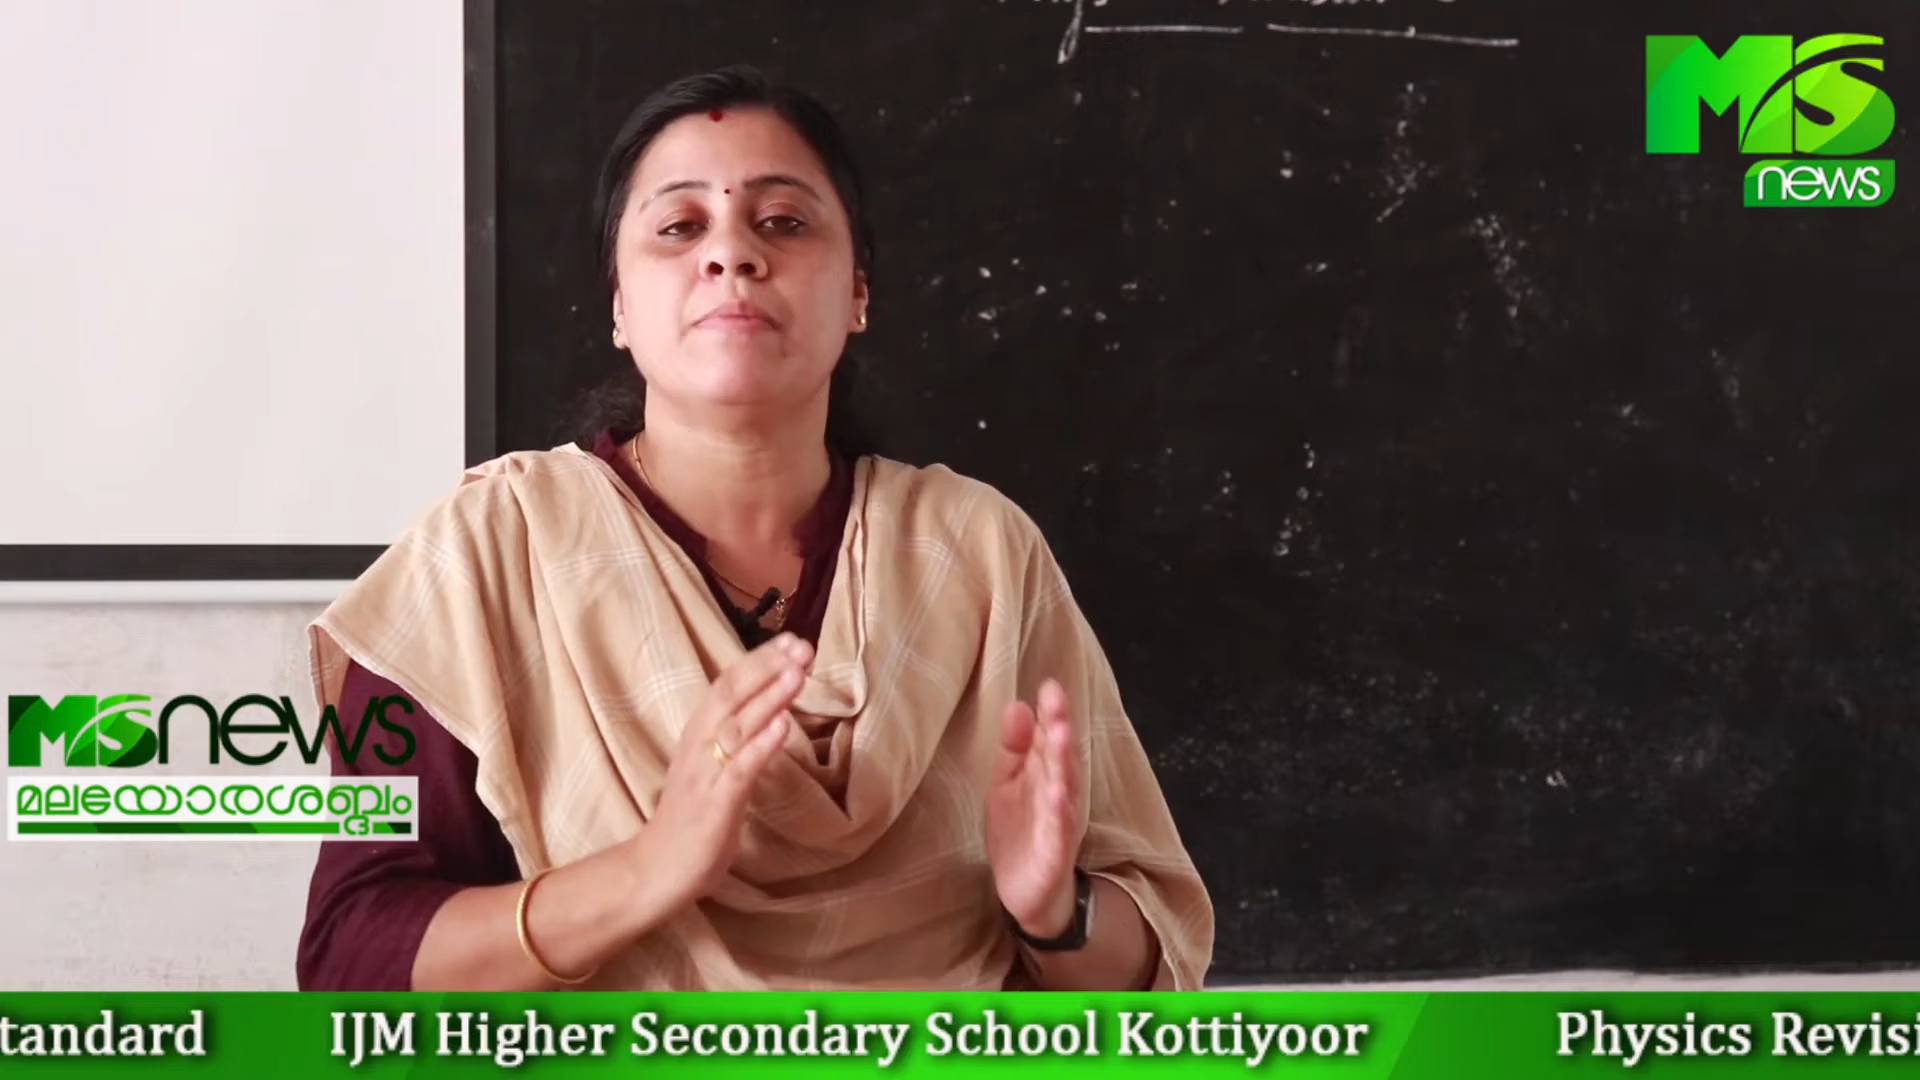 MS
news
MSnews
മലയോരശബ്ദം
tandard IJM Higher Secondary School Kottiyoor Physics Revisi